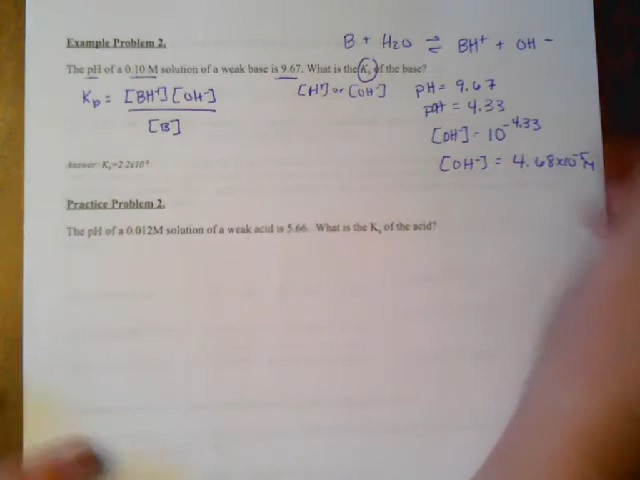 Example Problem 2.
B + H2O ⇌ BH+ + OH-
The pH of a 0.10 M solution of a weak base is 9.67. What is the Kb of the base?
Kb = [BH+][OH-] / [B]
[H+] or [OH-]
pH = 9.67
pOH = 4.33
[OH-] = 10^-4.33
[OH-] = 4.68x10^-5 M
Answer: Kb=2.2x10
Practice Problem 2.
The pH of a 0.012M solution of a weak acid is 5.66. What is the Ka of the acid?